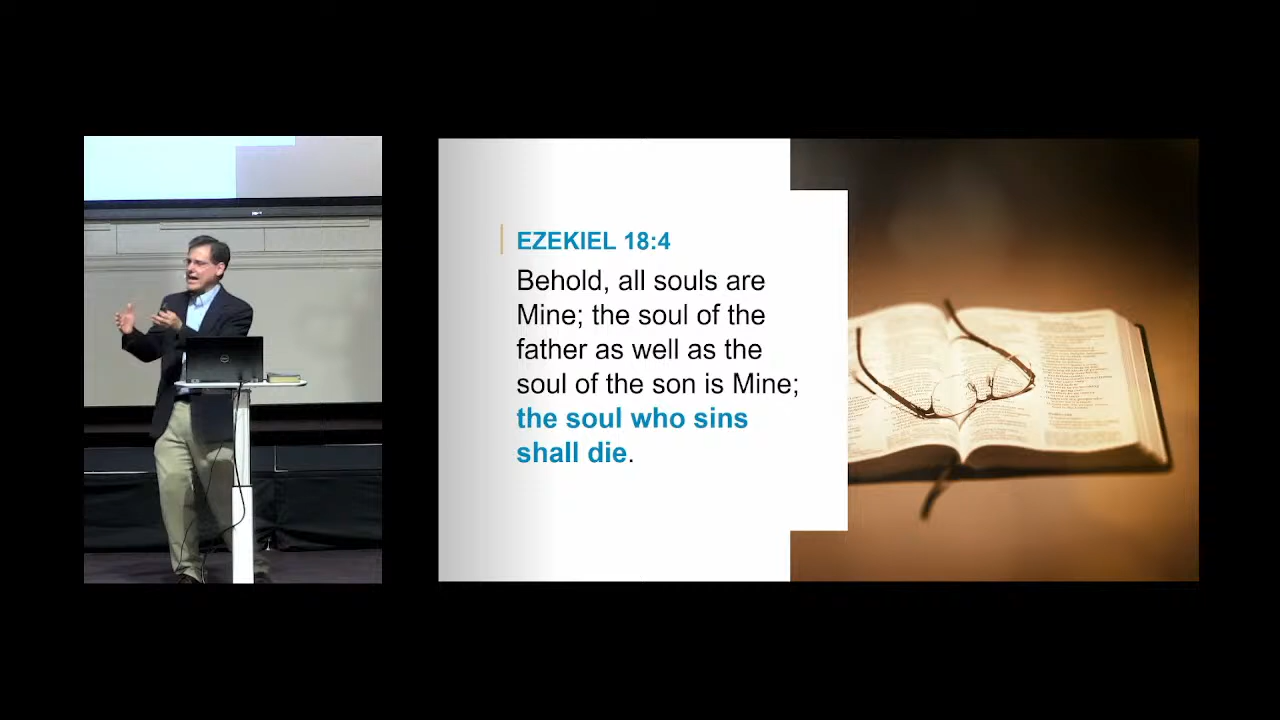 EZEKIEL 18:4
Behold, all souls are
Mine; the soul of the
father as well as the
soul of the son is Mine;
the soul who sins
shall die.